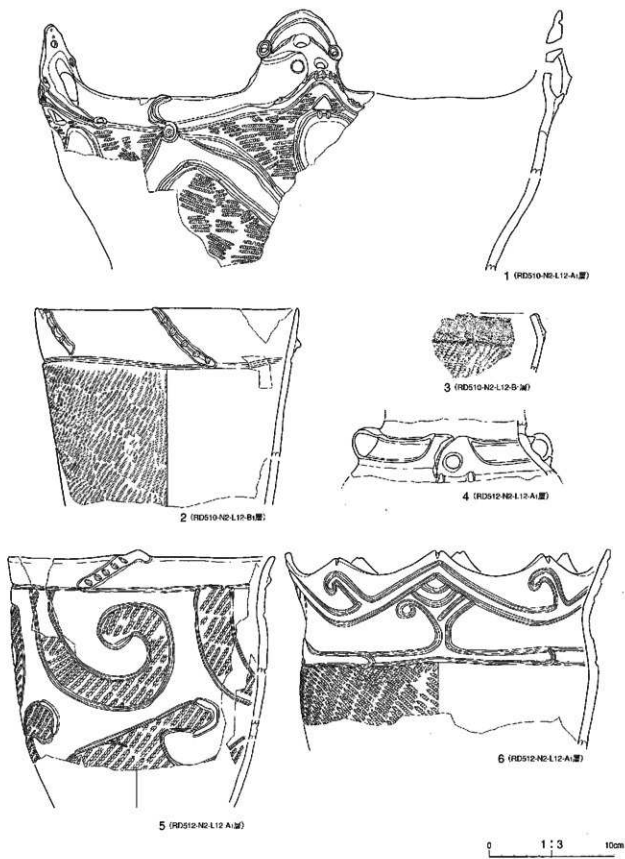 1 (RD510-N2-L12-A₁層)
2 (RD510-N2-L12-B₁層)
3 (RD510-N2-L12-B層)
4 (RD512-N2-L12-A₁層)
5 (RD512-N2-L12 A₁層)
6 (RD512-N2-L12-A₁層)
0 1 : 3 10cm